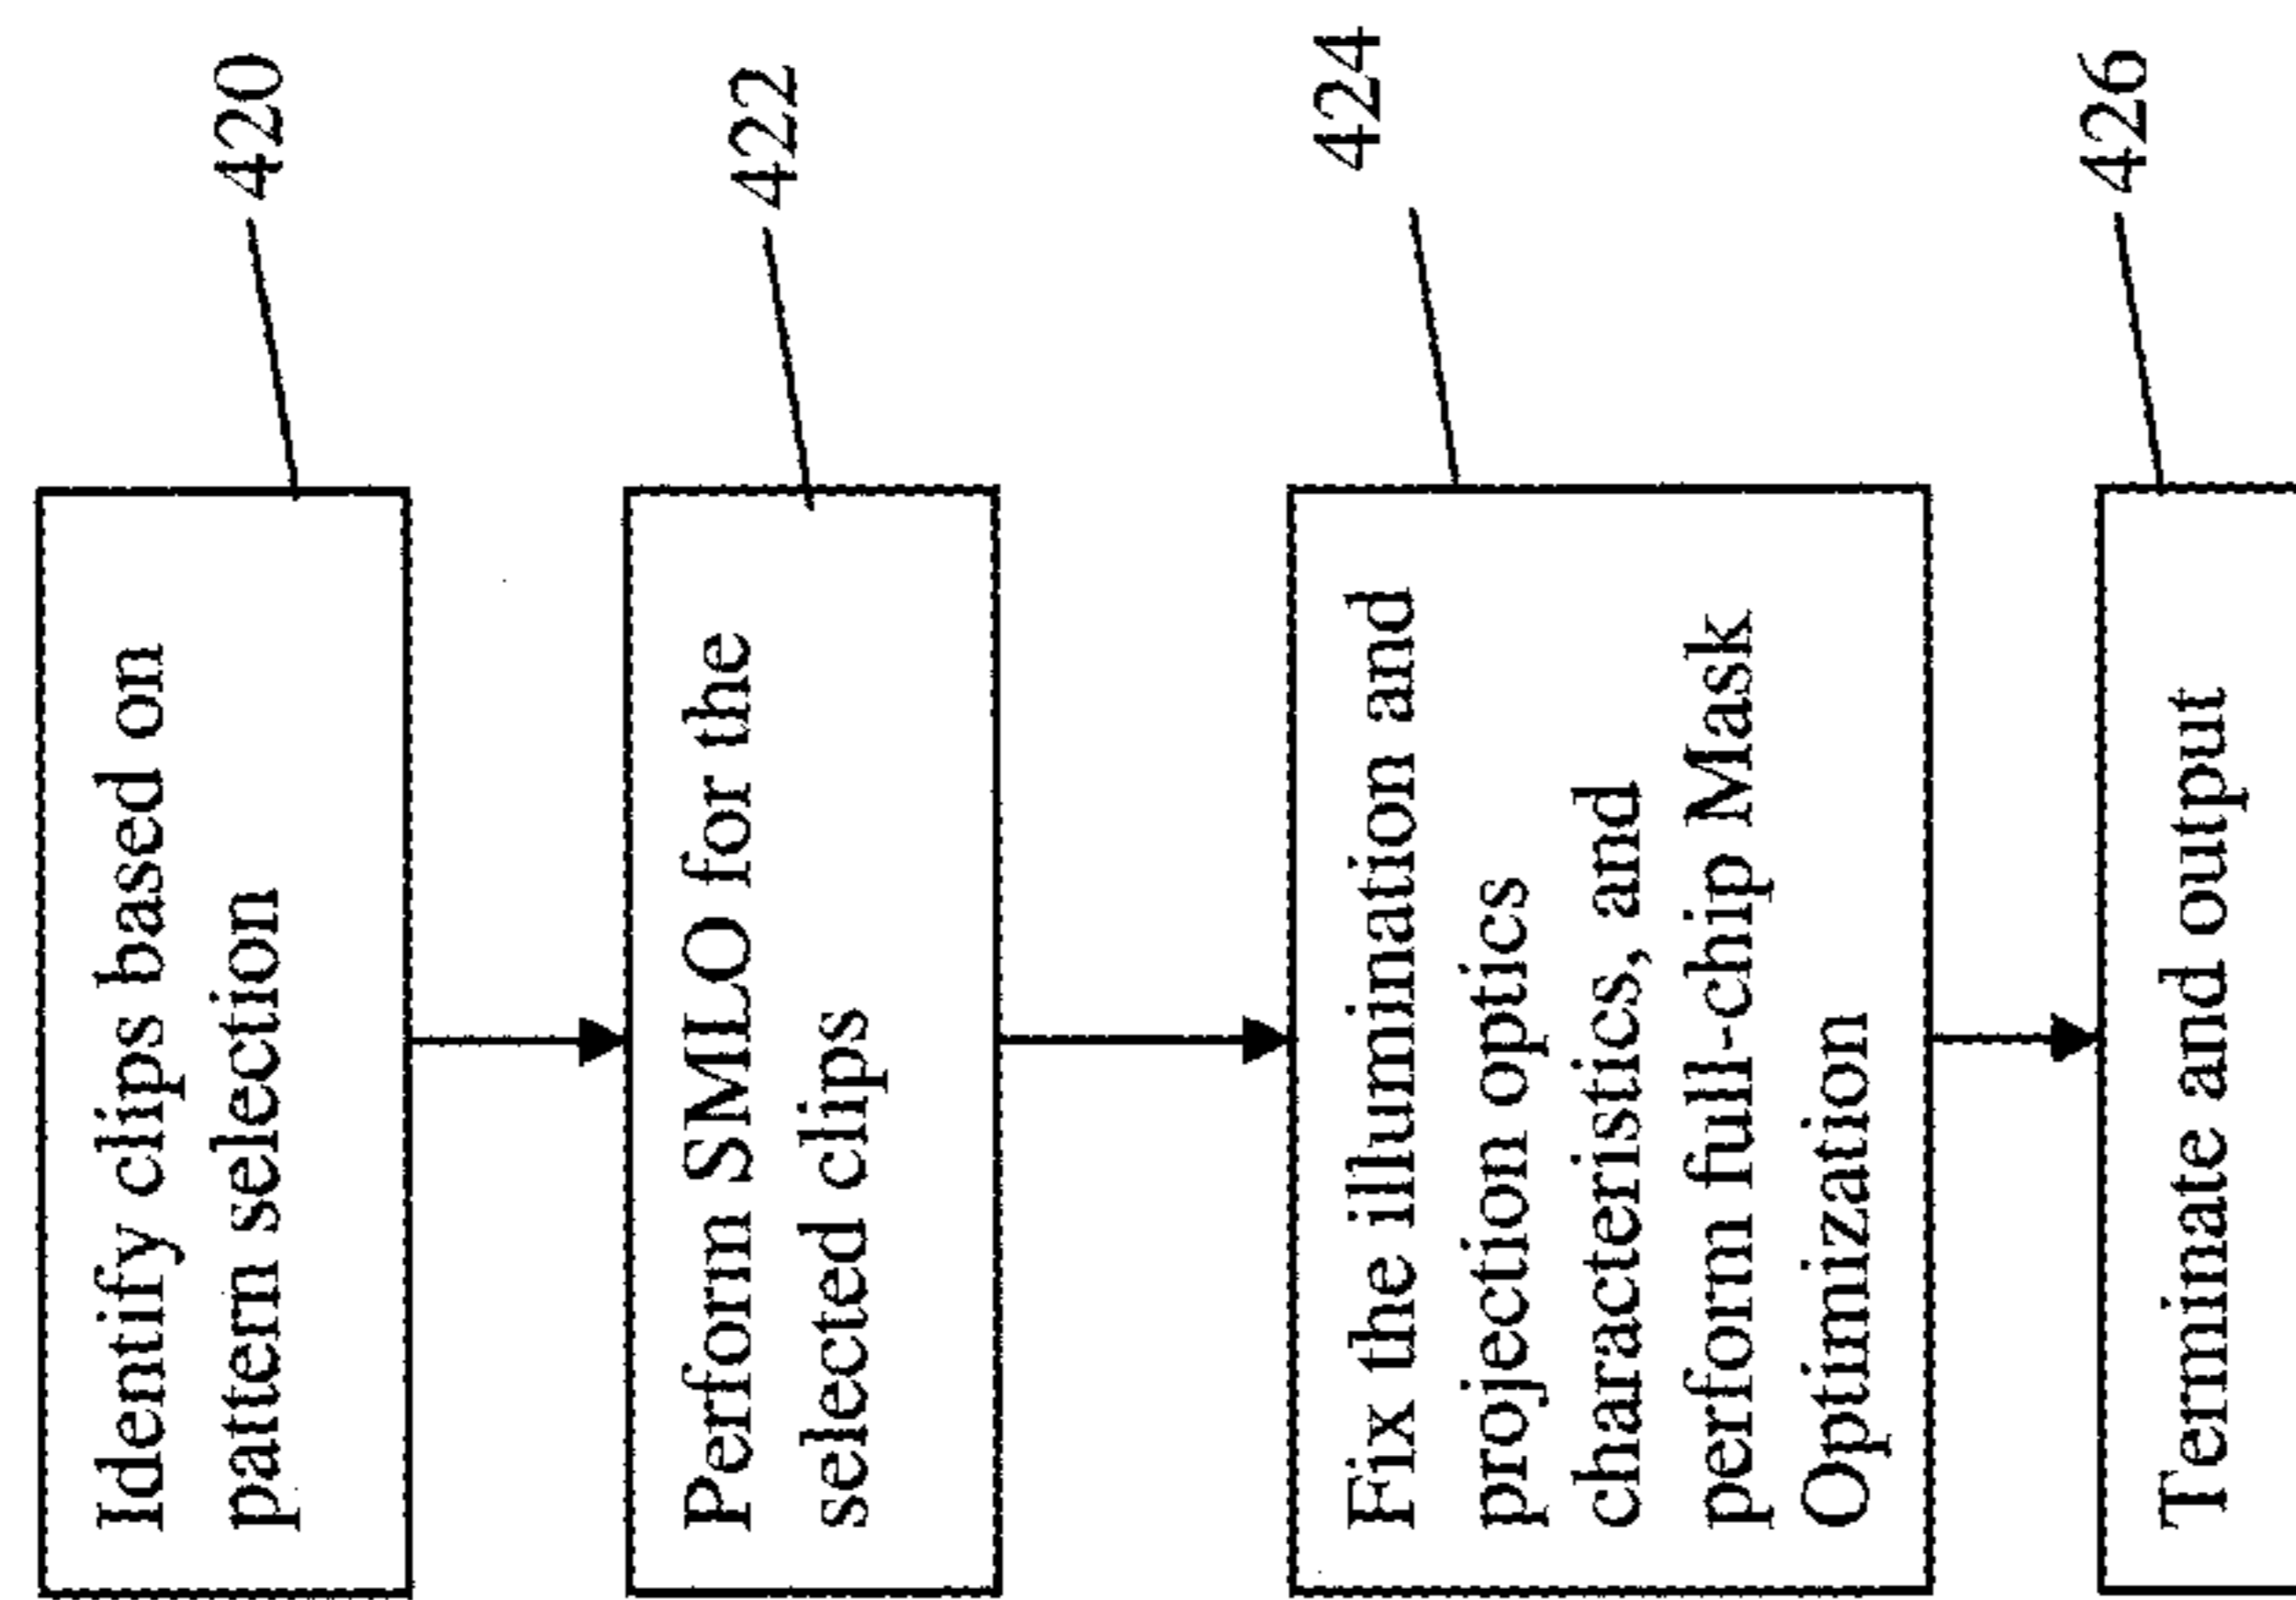 Identify clips based on
pattern selection
420
Perform SMLO for the
selected clips
422
Fix the illumination and
projection optics
characteristics, and
perform full-chip Mask
Optimization
424
Terminate and output
426